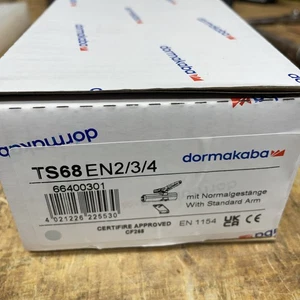 dormakaba
dormakaba
dormakaba
TS68 EN2/3/4
dormakaba
66400301
mit Normalgestänge
With Standard Arm
4 021226 225530
CERTIFIRE APPROVED
CF268
EN 1154
UK
CA
CE